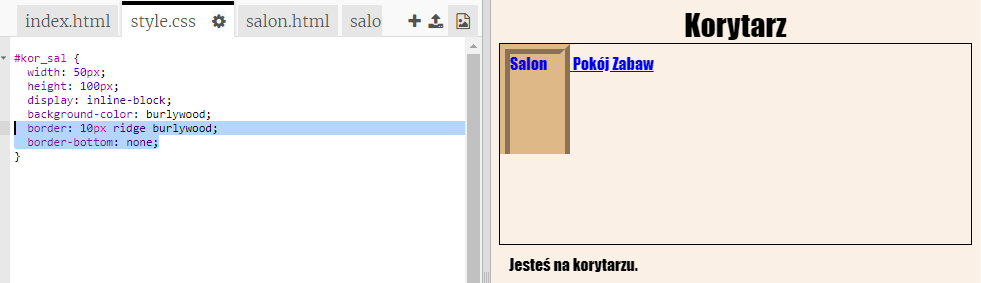 index.html style.css salon.html salo
#kor_sal {
width: 50px;
height: 100px;
display: inline-block;
background-color: burlywood;
border: 10px ridge burlywood;
border-bottom: none;
}
Korytarz
Salon Pokój Zabaw
Jesteś na korytarzu.